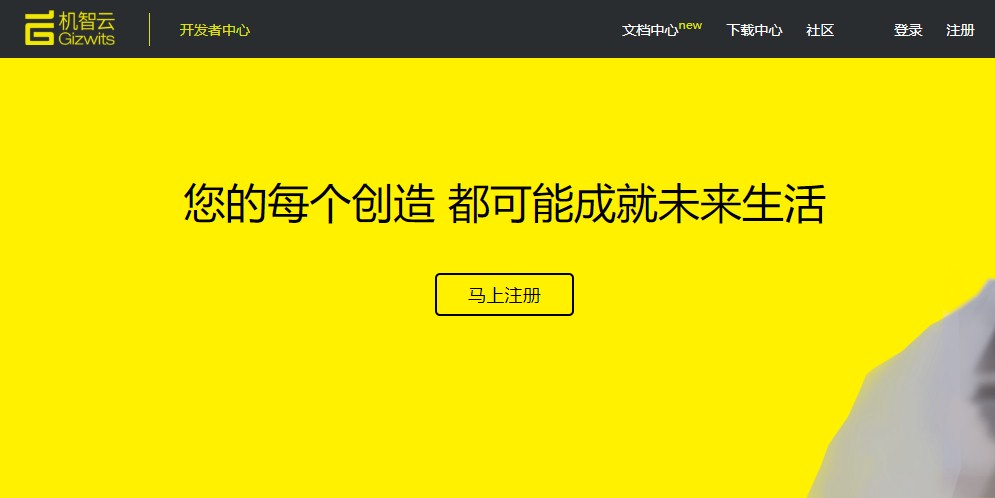 机智云
Gizwits
开发者中心
文档中心new
下载中心
社区
登录
注册
您的每个创造 都可能成就未来生活
马上注册